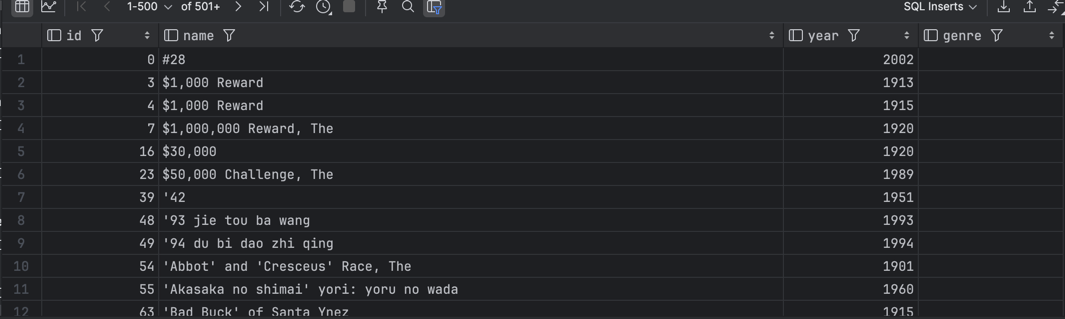 1-500 of 501+ SQL Inserts
id name year genre
1 0 #28 2002
2 3 $1,000 Reward 1913
3 4 $1,000 Reward 1915
4 7 $1,000,000 Reward, The 1920
5 16 $30,000 1920
6 23 $50,000 Challenge, The 1989
7 39 '42 1951
8 48 '93 jie tou ba wang 1993
9 49 '94 du bi dao zhi qing 1994
10 54 'Abbot' and 'Cresceus' Race, The 1901
11 55 'Akasaka no shimai' yori: yoru no wada 1960
12 63 'Bad Buck' of Santa Ynez 1915